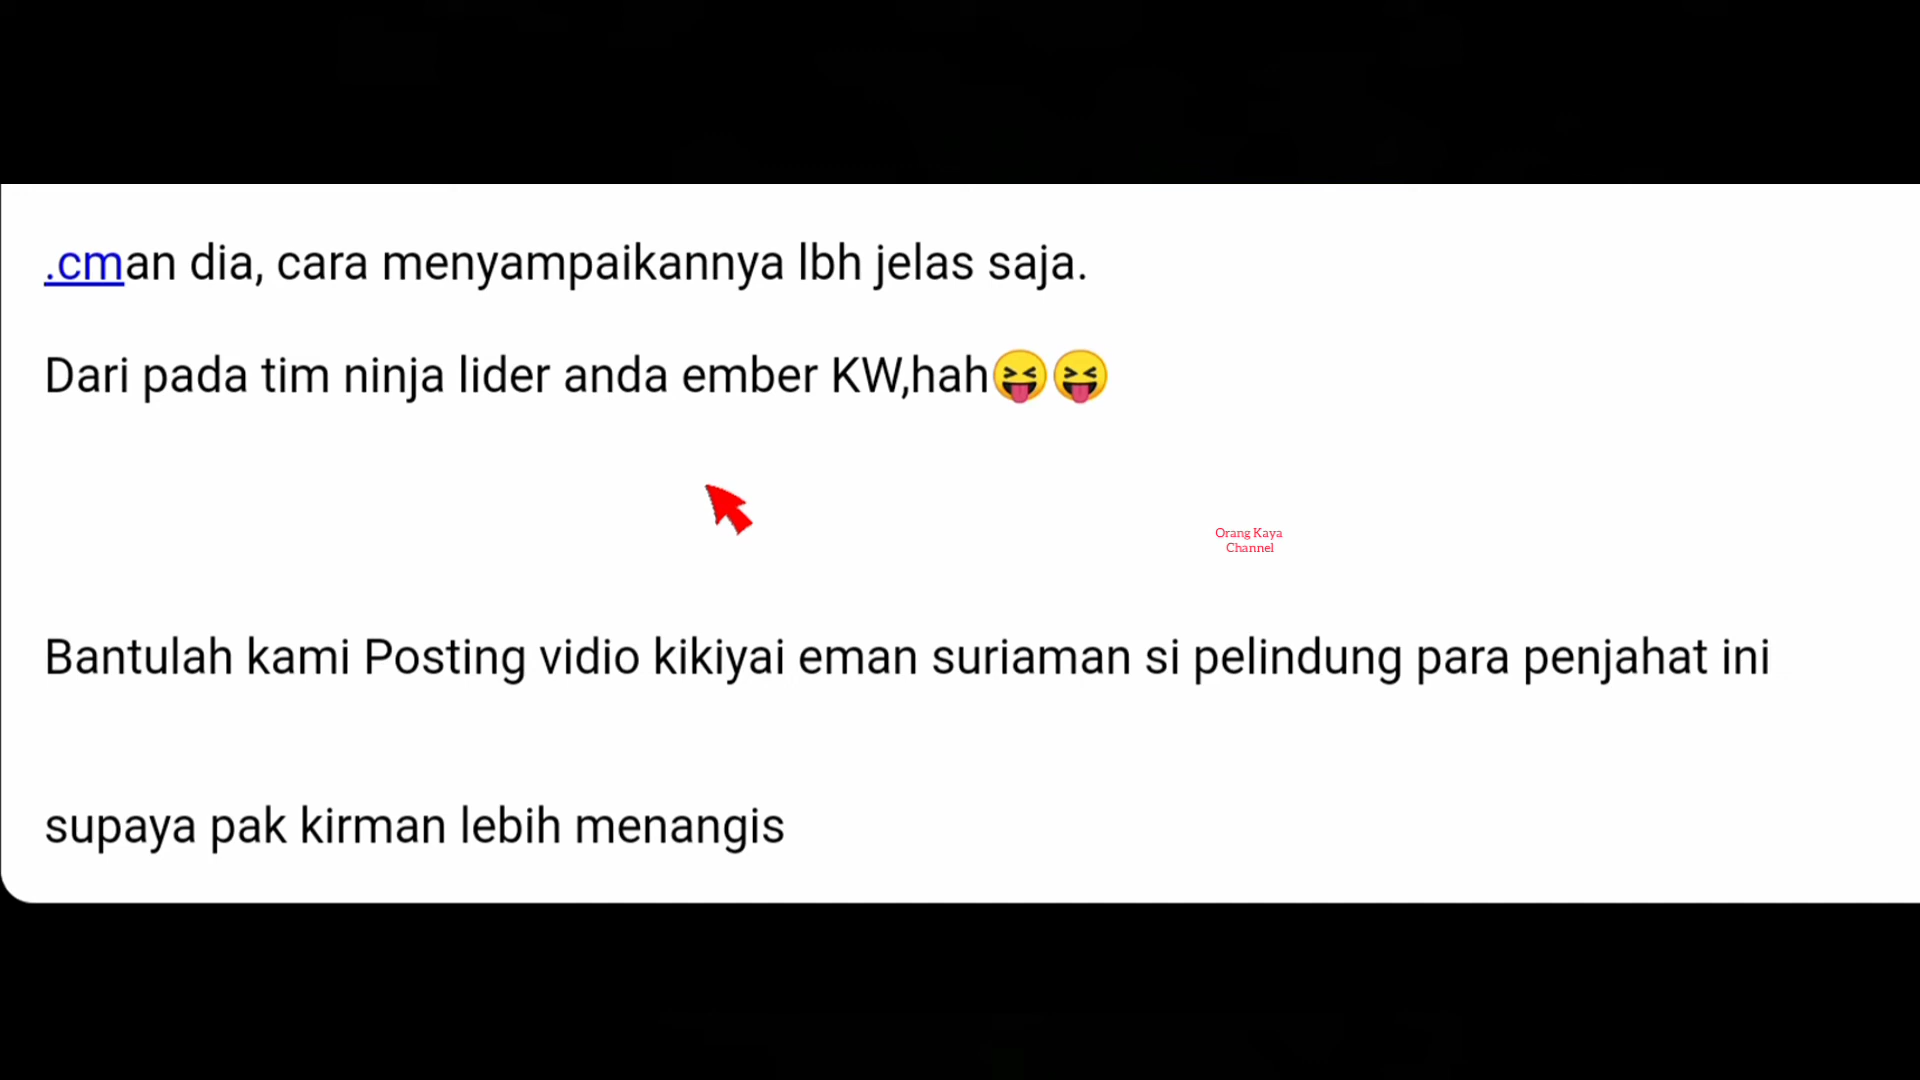 .cman dia, cara menyampaikannya lbh jelas saja.
Dari pada tim ninja lider anda ember KW,hah😝😝
Orang Kaya
Channel
Bantulah kami Posting vidio kikiyai eman suriaman si pelindung para penjahat ini
supaya pak kirman lebih menangis